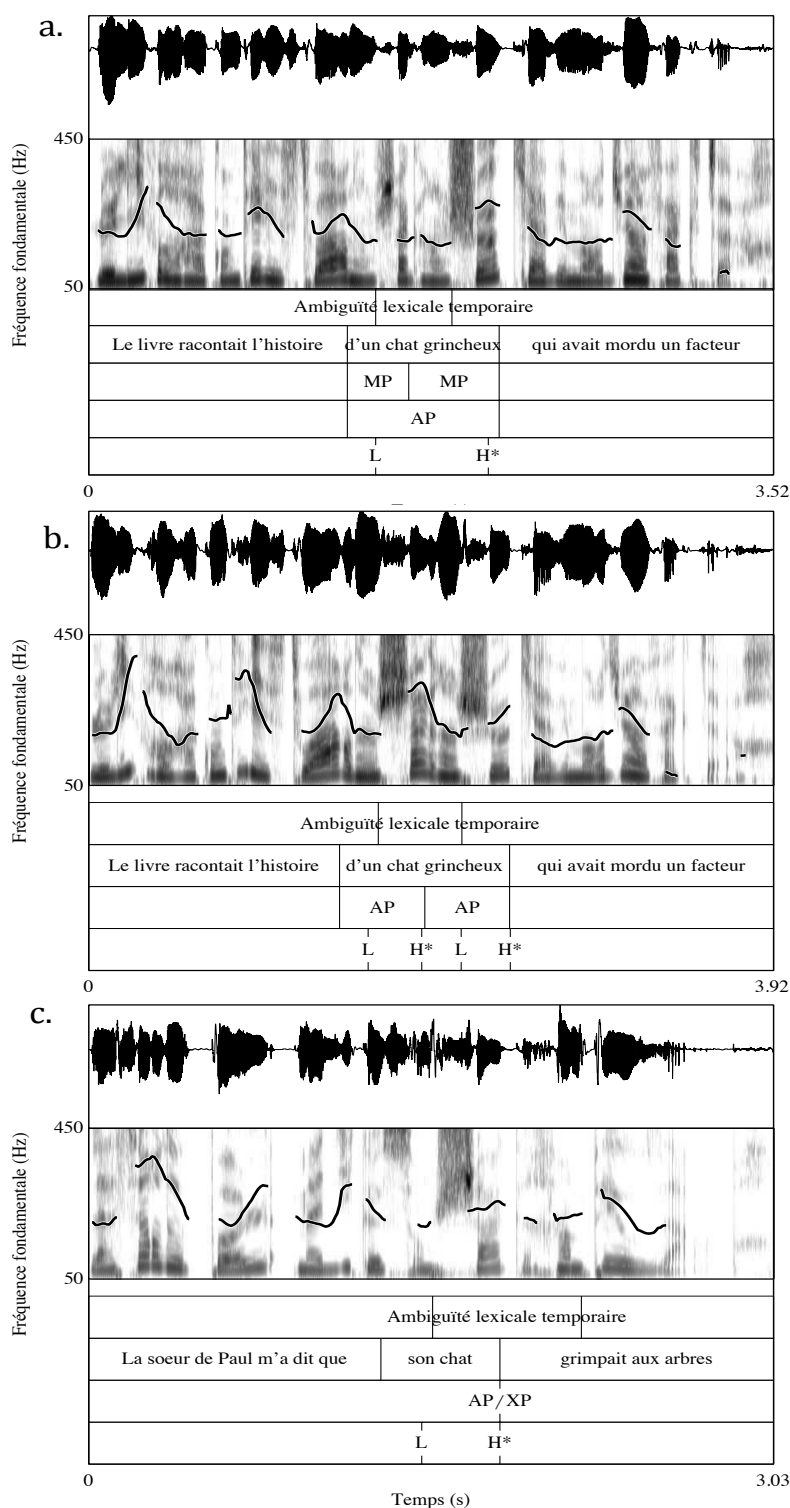 a.
450
Fréquence fondamentale (Hz)
50
Ambiguïté lexicale temporaire
Le livre racontait l’histoire d’un chat grincheux qui avait mordu un facteur
MP MP
AP
L H*
0 3.52
b.
450
Fréquence fondamentale (Hz)
50
Ambiguïté lexicale temporaire
Le livre racontait l’histoire d’un chat grincheux qui avait mordu un facteur
AP AP
L H* L H*
0 3.92
c.
450
Fréquence fondamentale (Hz)
50
Ambiguïté lexicale temporaire
La soeur de Paul m’a dit que son chat grimpait aux arbres
AP/XP
L H*
0 3.03
Temps (s)